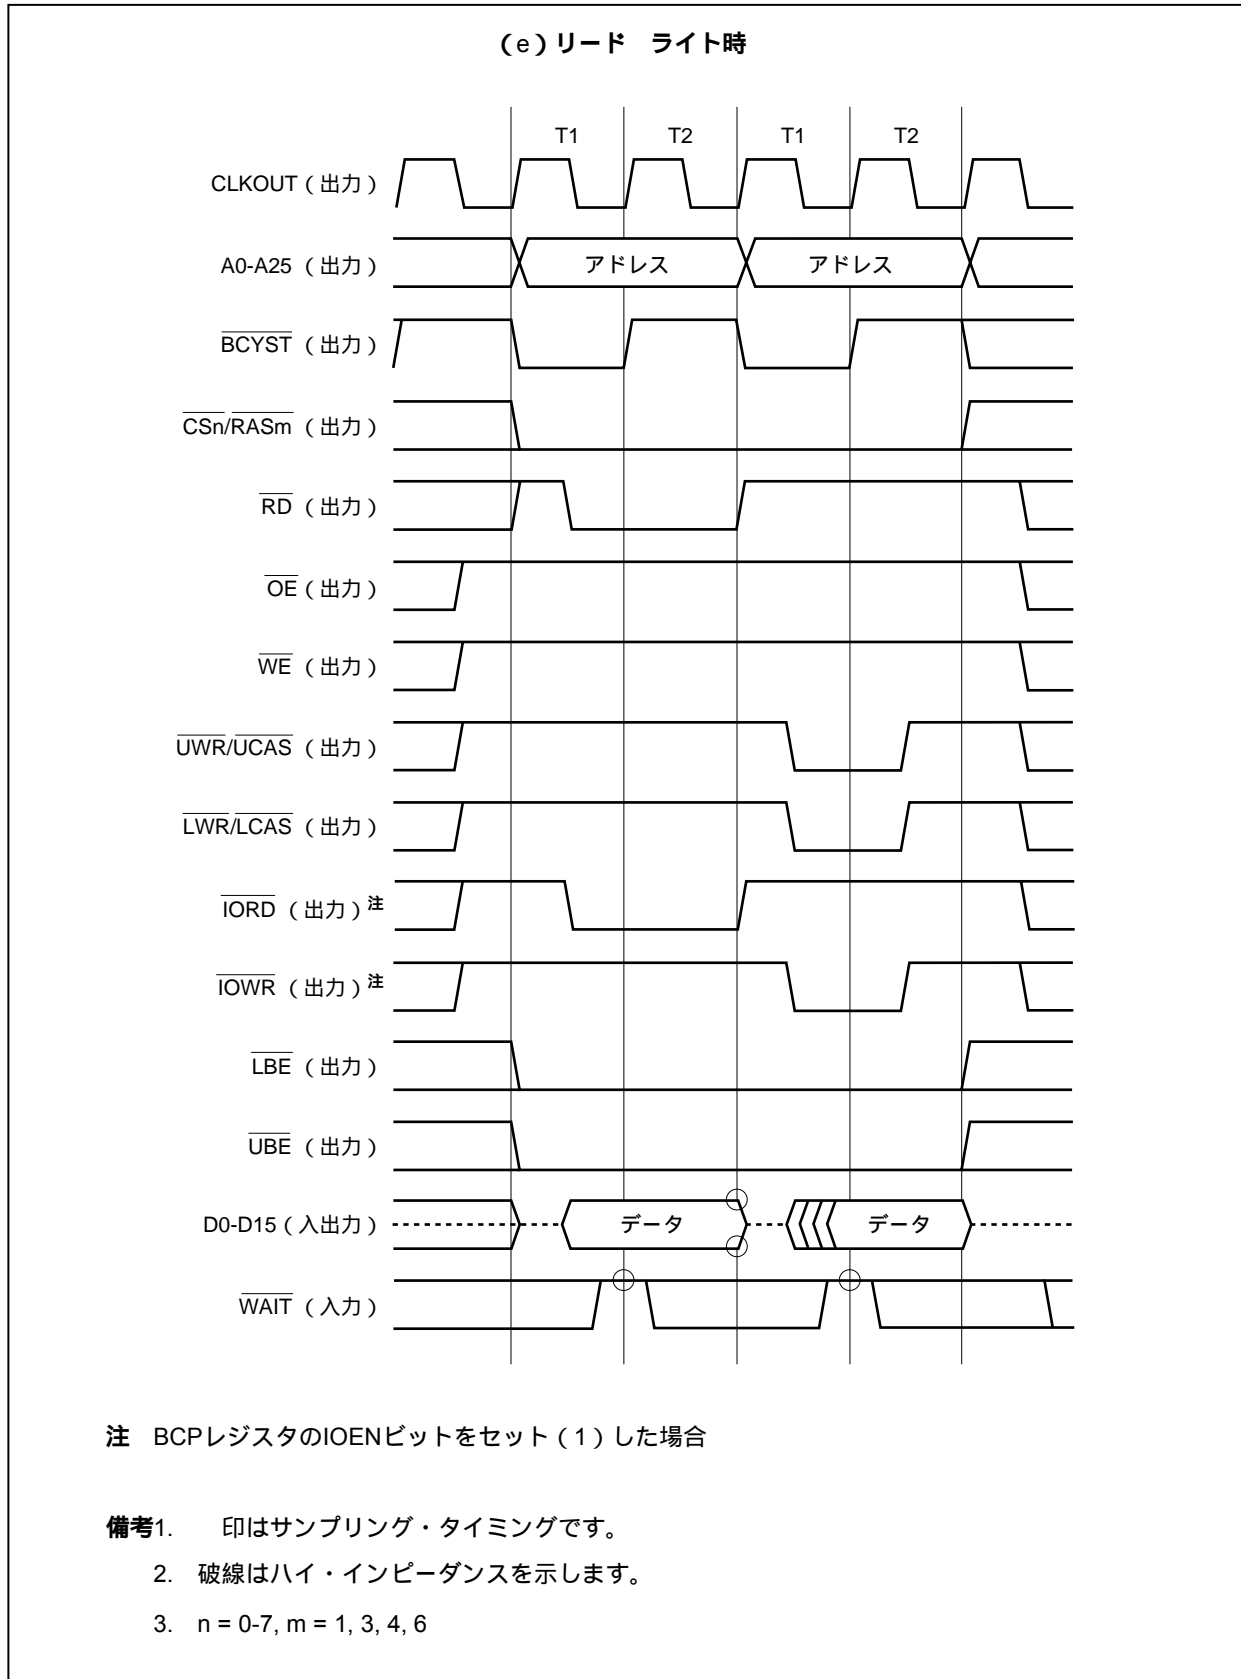 (e)リード　ライト時
T1 T2 T1 T2
CLKOUT（出力）
A0-A25（出力） アドレス アドレス
BCYST（出力）
CSn/RASm（出力）
RD（出力）
OE（出力）
WE（出力）
UWR/UCAS（出力）
LWR/LCAS（出力）
IORD（出力）注
IOWR（出力）注
LBE（出力）
UBE（出力）
D0-D15（入出力） データ データ
WAIT（入力）
注　BCPレジスタのIOENビットをセット（1）した場合
備考1.　　印はサンプリング・タイミングです。
2.　破線はハイ・インピーダンスを示します。
3.　n = 0-7, m = 1, 3, 4, 6